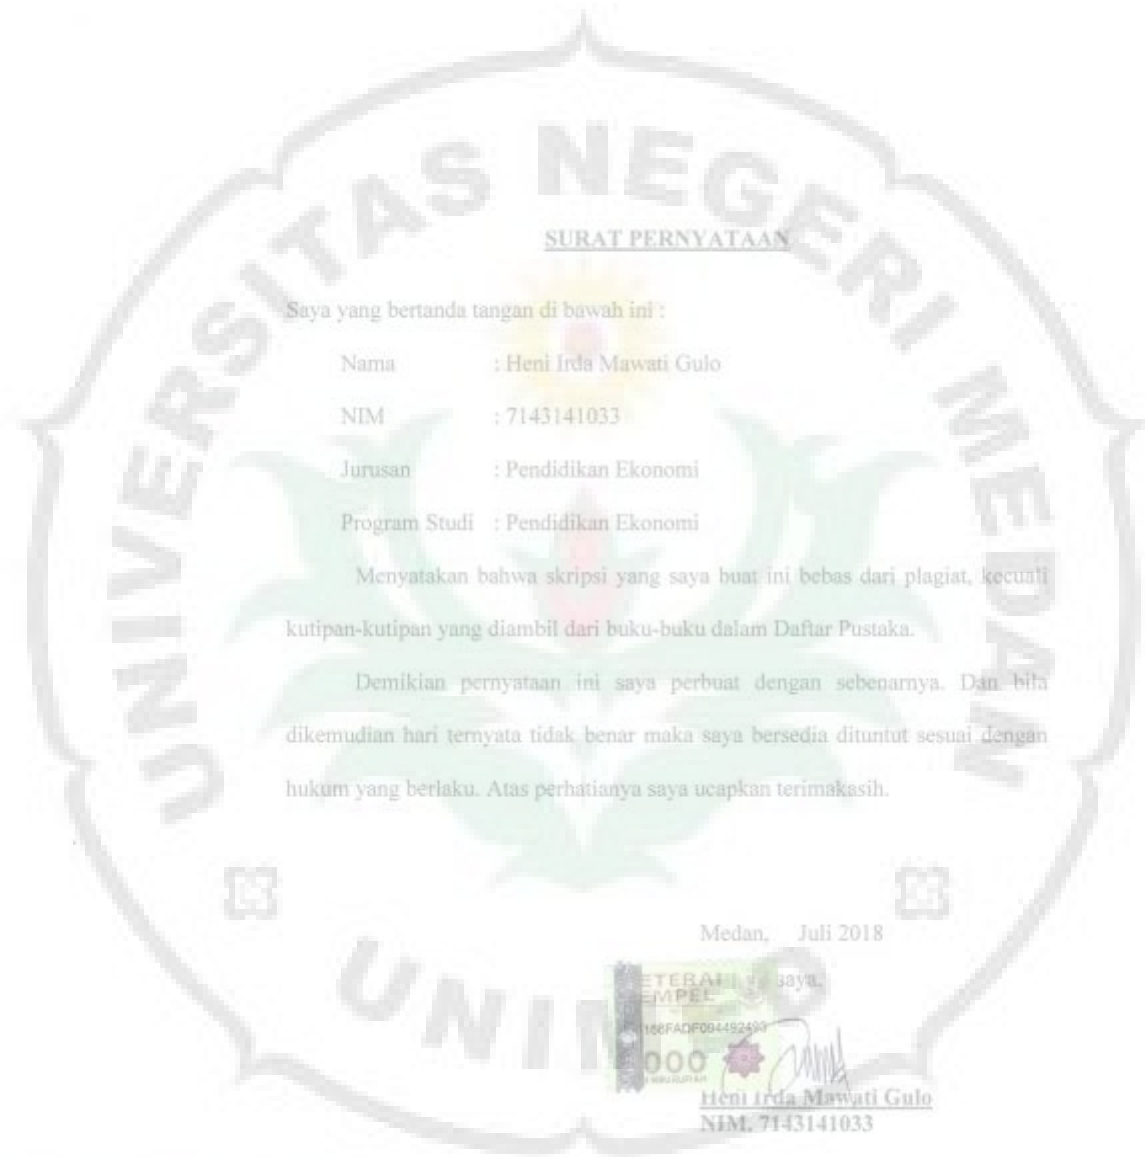 UNIVERSITAS NEGERI MEDAN
SURAT PERNYATAAN
Saya yang bertanda tangan di bawah ini :
Nama : Heni Irda Mawati Gulo
NIM : 7143141033
Jurusan : Pendidikan Ekonomi
Program Studi : Pendidikan Ekonomi
Menyatakan bahwa skripsi yang saya buat ini bebas dari plagiat, kecuali
kutipan-kutipan yang diambil dari buku-buku dalam Daftar Pustaka.
Demikian pernyataan ini saya perbuat dengan sebenarnya. Dan bila
dikemudian hari ternyata tidak benar maka saya bersedia dituntut sesuai dengan
hukum yang berlaku. Atas perhatianya saya ucapkan terimakasih.
Medan, Juli 2018
saya,
ETERAI
EMPEL
000
Heni Irda Mawati Gulo
NIM. 7143141033